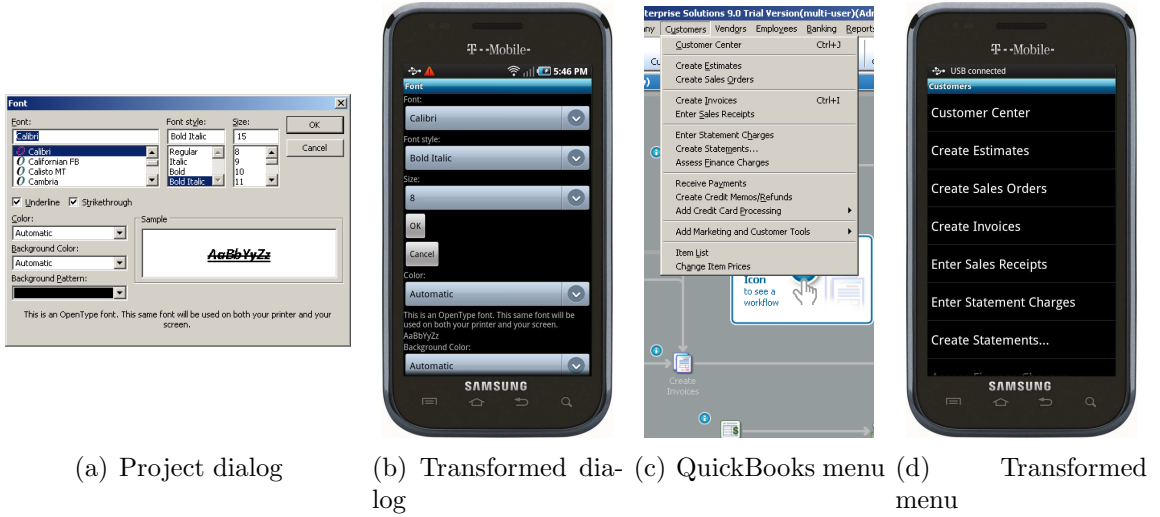 Font
Font: Font style: Size:
Calibri Bold Italic 15 OK
Calibri Regular 8 Cancel
Californian FB Italic 9
Calisto MT Bold 10
Cambria Bold Italic 11
Underline Strikethrough
Color: Sample
Automatic
Background Color: AaBbYyZz
Automatic
Background Pattern:
This is an OpenType font. This same font will be used on both your printer and your
screen.
(a) Project dialog
T--Mobile-
5:46 PM
Font
Font:
Calibri
Font style:
Bold Italic
Size:
8
OK
Cancel
Color:
Automatic
This is an OpenType font. This same font will be
used on both your printer and your screen.
AaBbYyZz
Background Color:
Automatic
SAMSUNG
(b) Transformed dia-
log
terprise Solutions 9.0 Trial Version(multi-user)(Adr
ny Customers Vendors Employees Banking Reports
Customer Center Ctrl+J
Create Estimates
Create Sales Orders
Create Invoices Ctrl+I
Enter Sales Receipts
Enter Statement Charges
Create Statements...
Assess Finance Charges
Receive Payments
Create Credit Memos/Refunds
Add Credit Card Processing
Add Marketing and Customer Tools
Item List
Change Item Prices
Icon
to see a
workflow
Create
Invoices
(c) QuickBooks menu
T--Mobile-
USB connected
Customers
Customer Center
Create Estimates
Create Sales Orders
Create Invoices
Enter Sales Receipts
Enter Statement Charges
Create Statements...
SAMSUNG
(d) Transformed
menu